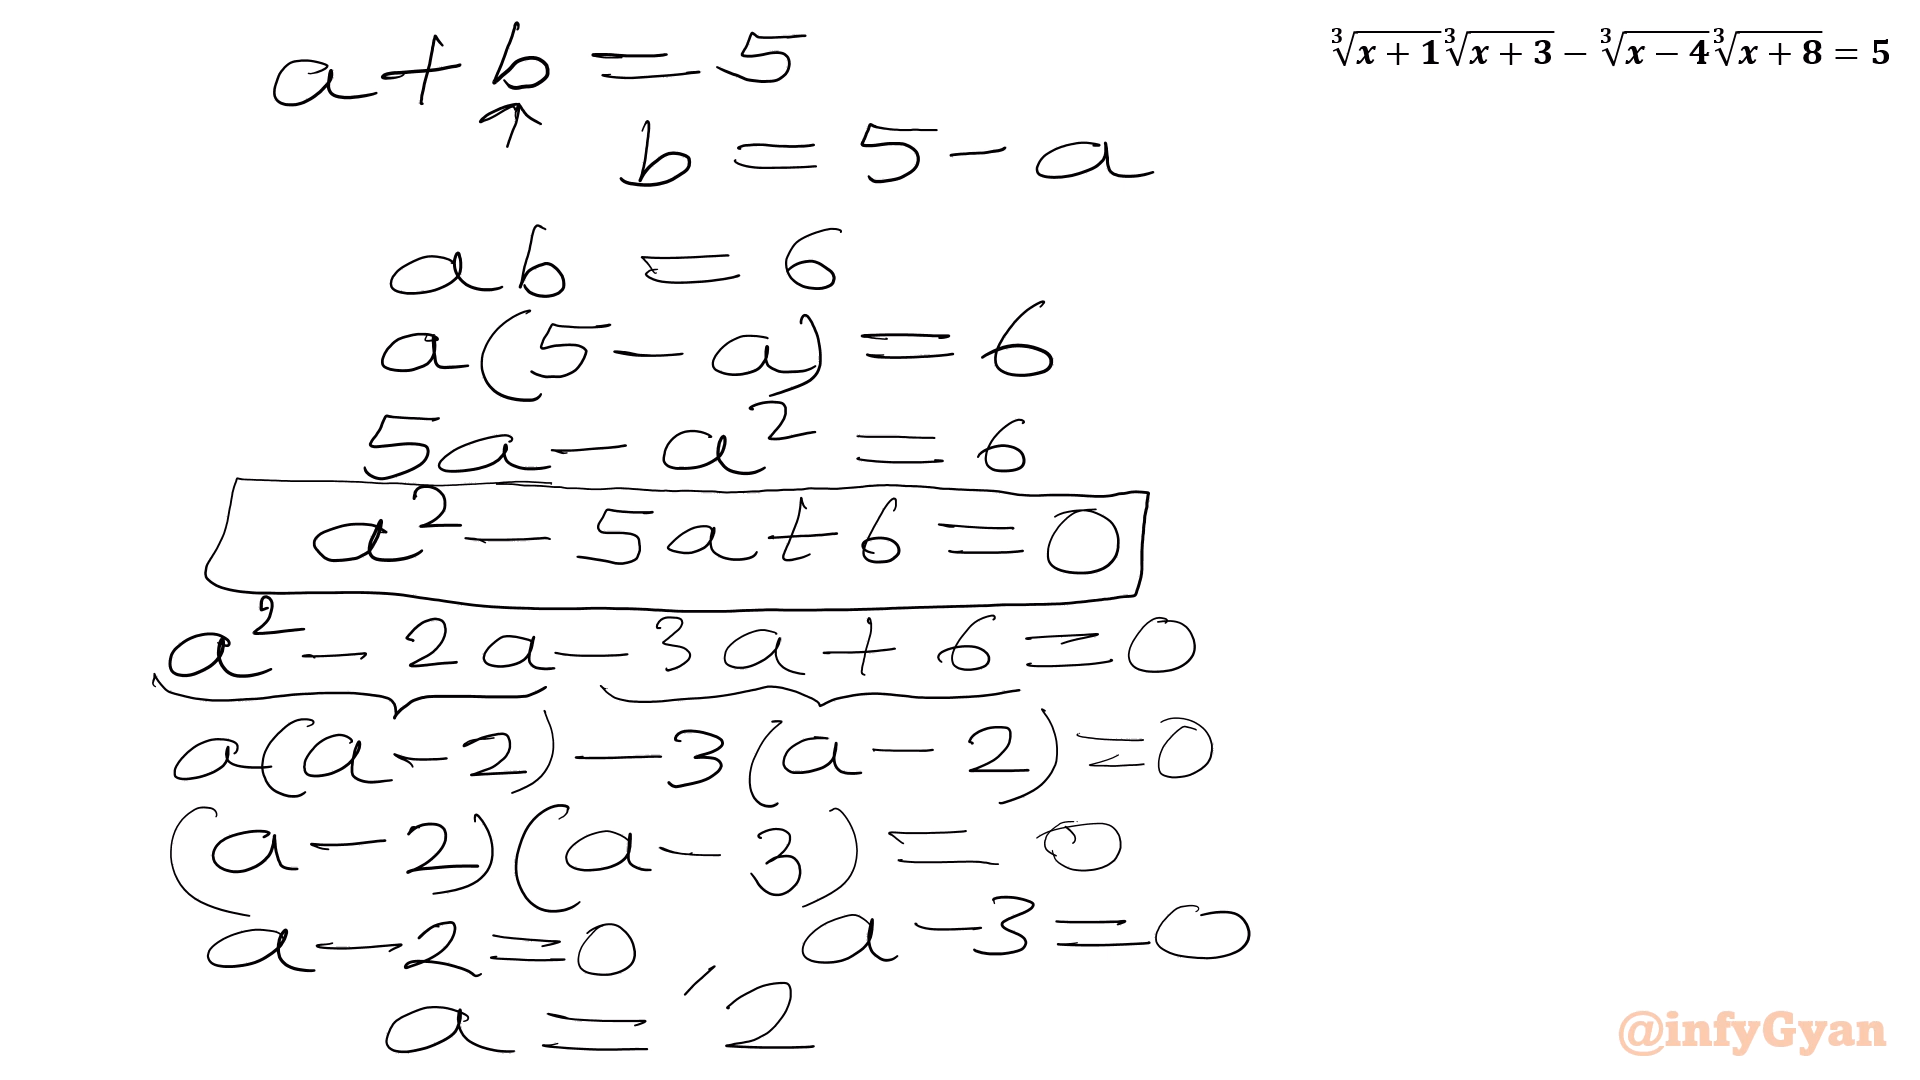 a + b = 5
∛x + 1 ∛x + 3 − ∛x − 4 ∛x + 8 = 5
b = 5 − a
ab = 6
a(5 − a) = 6
5a − a² = 6
a² − 5a + 6 = 0
a² − 2a − 3a + 6 = 0
a(a − 2) − 3(a − 2) = 0
(a − 2)(a − 3) = 0
a − 2 = 0, a − 3 = 0
a = 2
@infyGyan